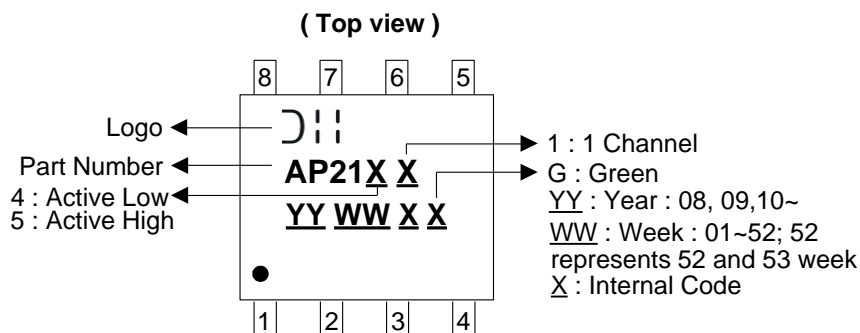 ( Top view )
8 7 6 5
Logo
Part Number
4 : Active Low
5 : Active High
AP21X X
YY WW X X
1 : 1 Channel
G : Green
YY : Year : 08, 09,10~
WW : Week : 01~52; 52
represents 52 and 53 week
X : Internal Code
1 2 3 4